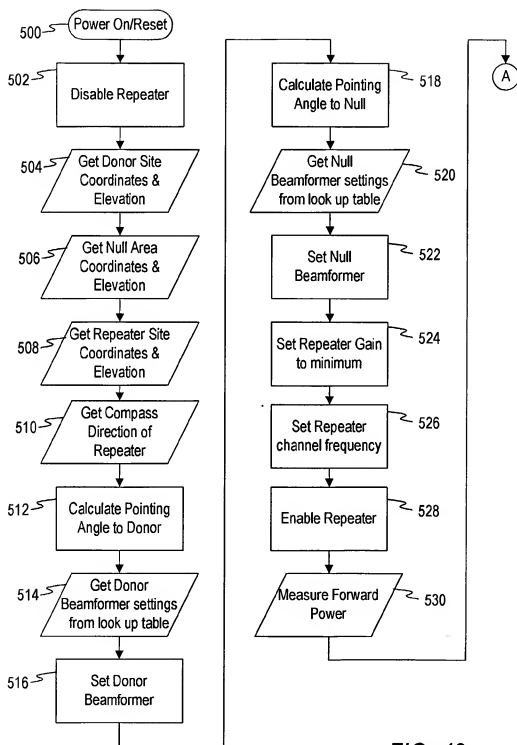 500
Power On/Reset
502
Disable Repeater
504
Get Donor Site
Coordinates &
Elevation
506
Get Null Area
Coordinates &
Elevation
508
Get Repeater Site
Coordinates &
Elevation
510
Get Compass
Direction of
Repeater
512
Calculate Pointing
Angle to Donor
514
Get Donor
Beamformer settings
from look up table
516
Set Donor
Beamformer
Calculate Pointing
Angle to Null
518
Get Null
Beamformer settings
from look up table
520
Set Null
Beamformer
522
Set Repeater Gain
to minimum
524
Set Repeater
channel frequency
526
Enable Repeater
528
Measure Forward
Power
530
A